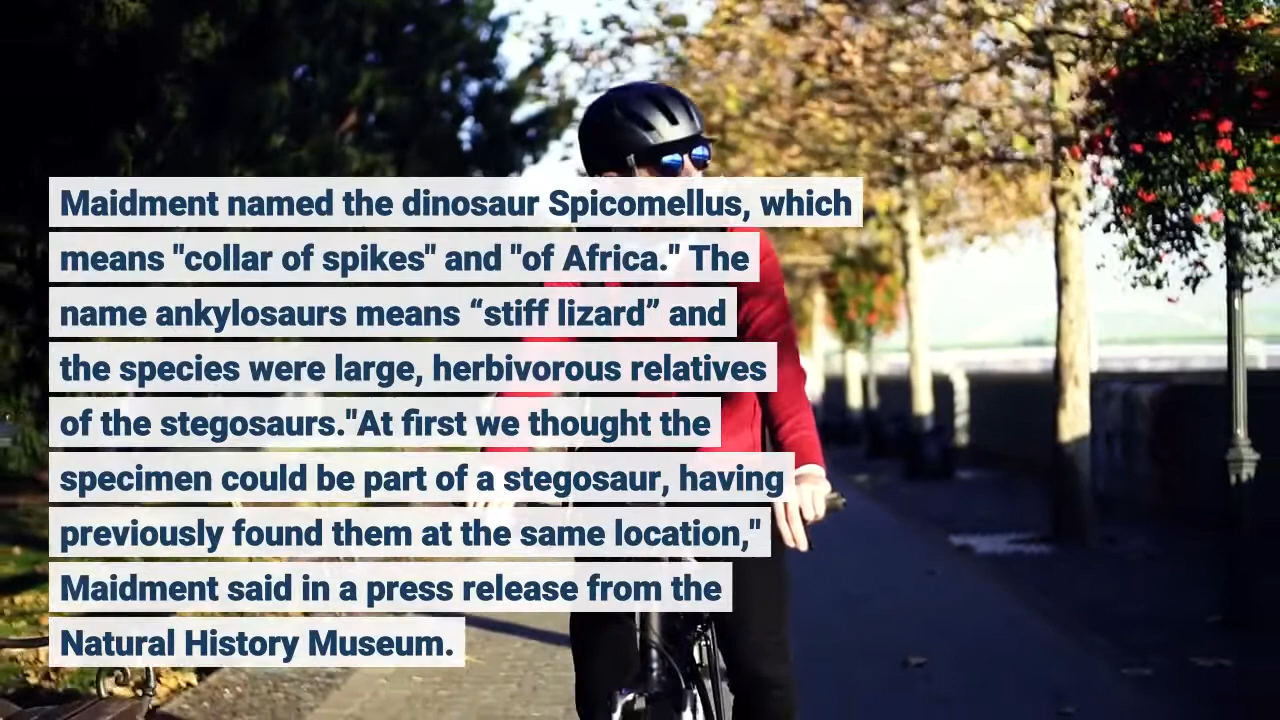 Maidment named the dinosaur Spicomellus, which
means "collar of spikes" and "of Africa." The
name ankylosaurs means “stiff lizard” and
the species were large, herbivorous relatives
of the stegosaurs."At first we thought the
specimen could be part of a stegosaur, having
previously found them at the same location,"
Maidment said in a press release from the
Natural History Museum.